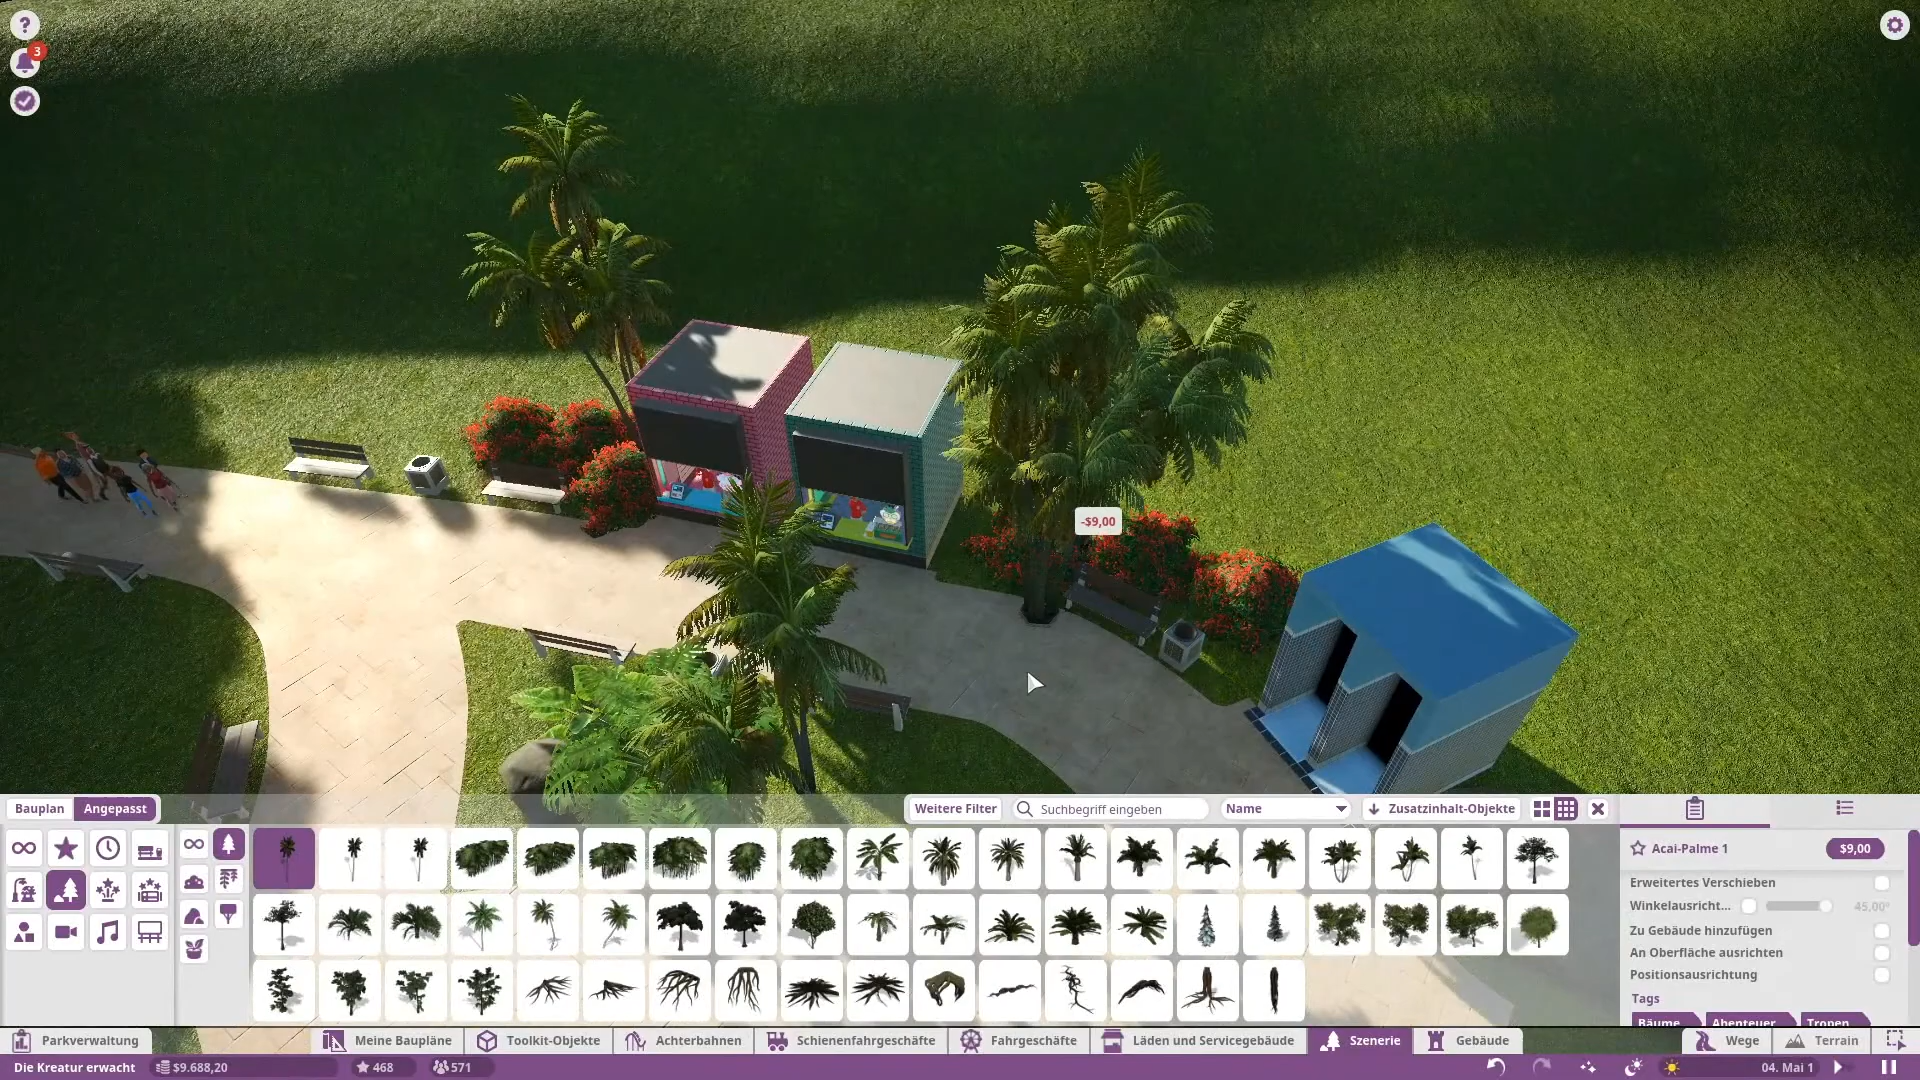 ?
3
-$9,00
Bauplan
Angepasst
Weitere Filter
Suchbegriff eingeben
Name
Zusatzinhalt-Objekte
Acai-Palme 1
$9,00
Erweitertes Verschieben
Winkelausricht...
45,00°
Zu Gebäude hinzufügen
An Oberfläche ausrichten
Positionsausrichtung
Tags
Bäume
Abenteuer
Tropen
Parkverwaltung
Meine Baupläne
Toolkit-Objekte
Achterbahnen
Schienenfahrgeschäfte
Fahrgeschäfte
Läden und Servicegebäude
Szenerie
Gebäude
Wege
Terrain
Die Kreatur erwacht
$9.688,20
468
571
04. Mai 1